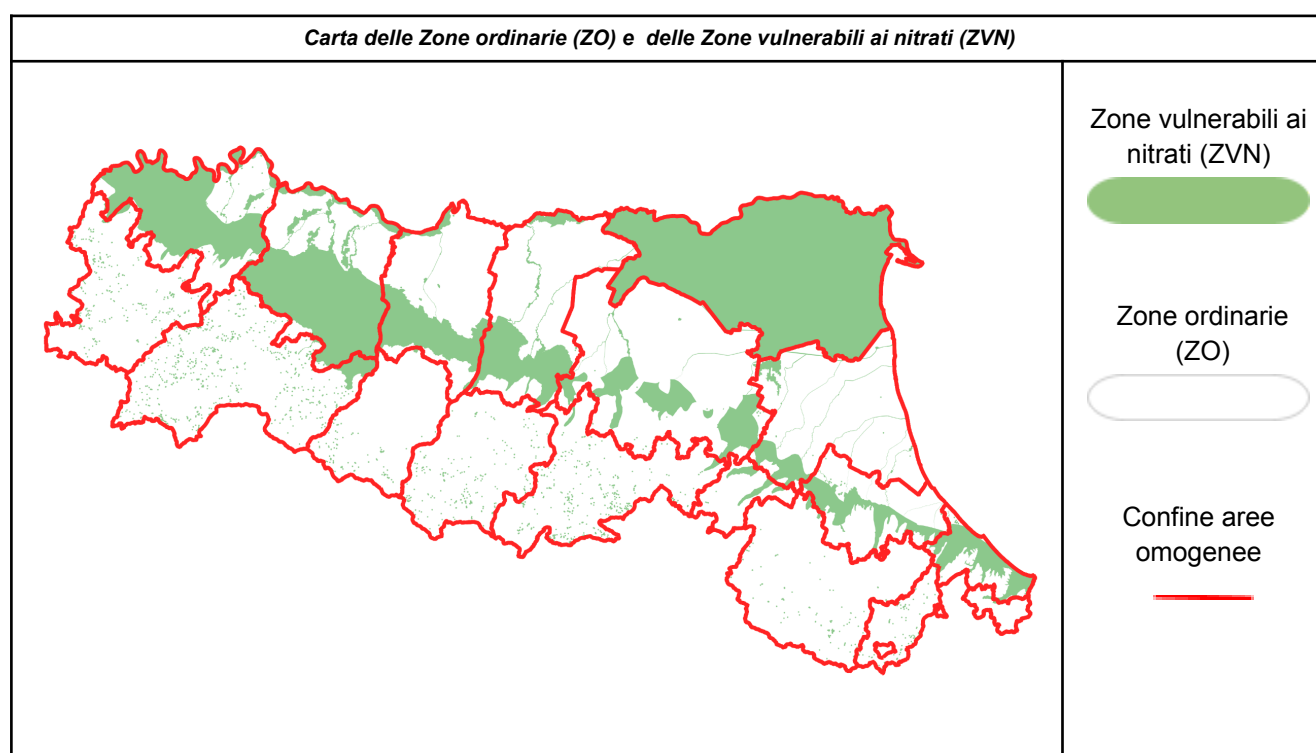 Carta delle Zone ordinarie (ZO) e  delle Zone vulnerabili ai nitrati (ZVN)
Zone vulnerabili ai
nitrati (ZVN)
Zone ordinarie
(ZO)
Confine aree
omogenee